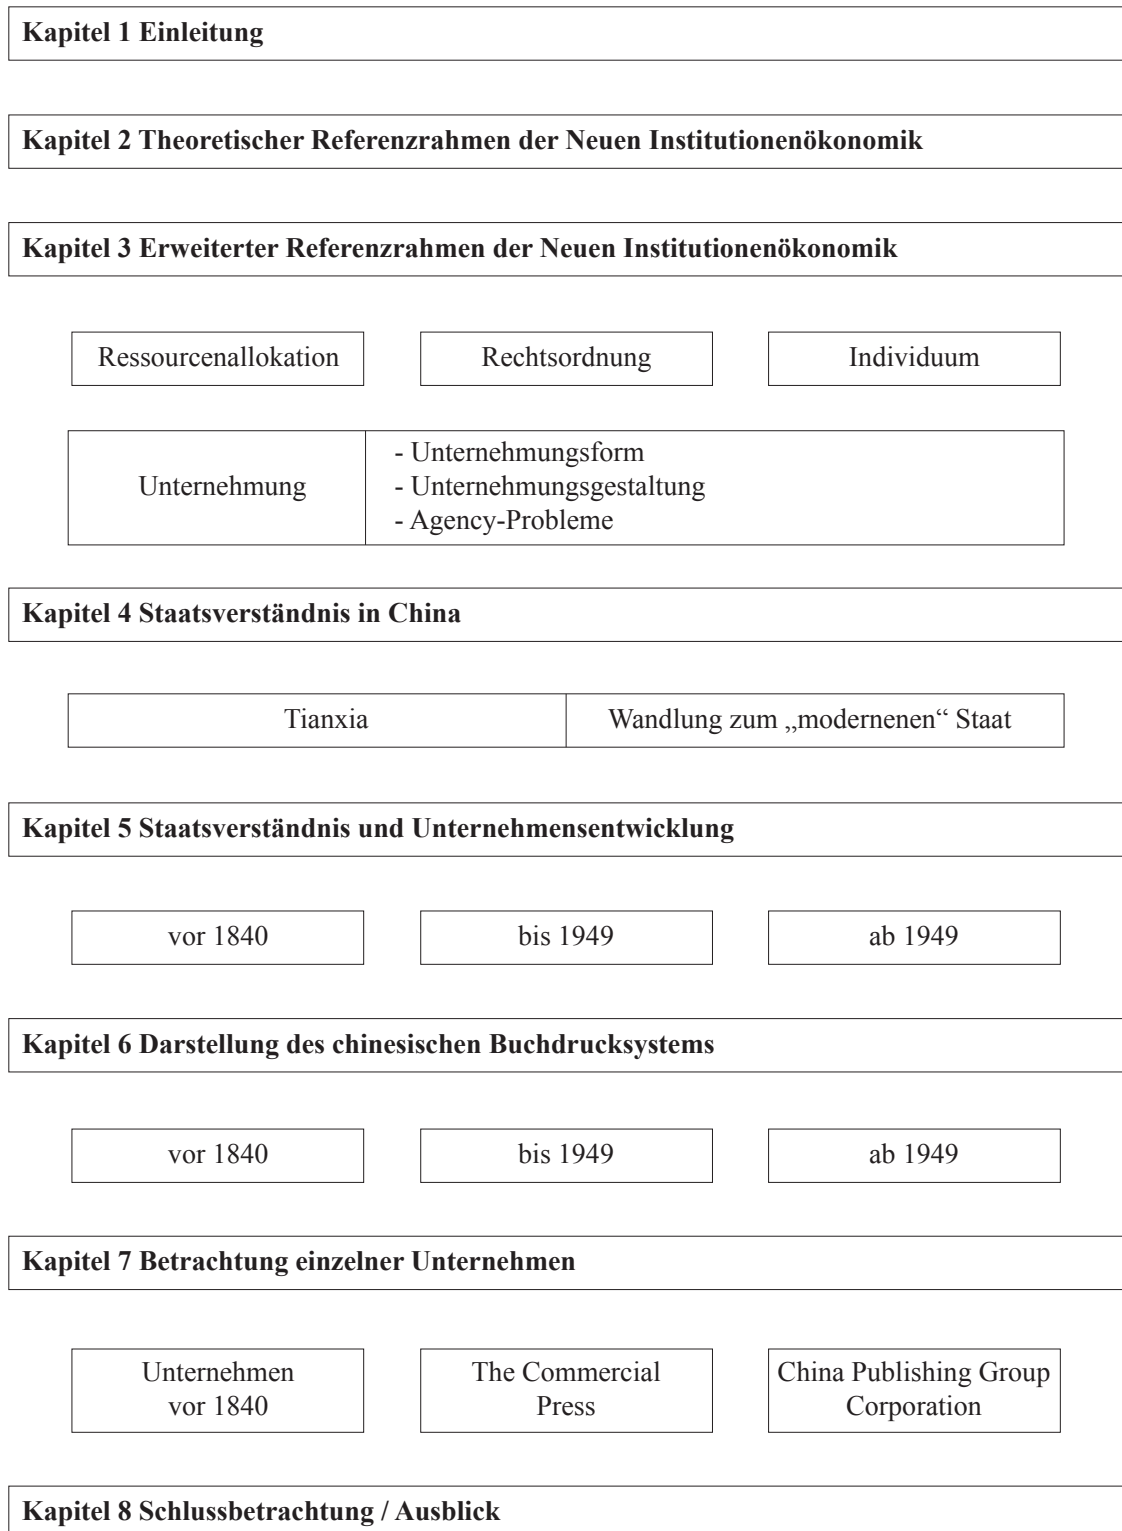 Kapitel 1 Einleitung
Kapitel 2 Theoretischer Referenzrahmen der Neuen Institutionenökonomik
Kapitel 3 Erweiterter Referenzrahmen der Neuen Institutionenökonomik
Ressourcenallokation
Rechtsordnung
Individuum
Unternehmung
- Unternehmungsform
- Unternehmungsgestaltung
- Agency-Probleme
Kapitel 4 Staatsverständnis in China
Tianxia
Wandlung zum „modernenen“ Staat
Kapitel 5 Staatsverständnis und Unternehmensentwicklung
vor 1840
bis 1949
ab 1949
Kapitel 6 Darstellung des chinesischen Buchdrucksystems
vor 1840
bis 1949
ab 1949
Kapitel 7 Betrachtung einzelner Unternehmen
Unternehmen
vor 1840
The Commercial
Press
China Publishing Group
Corporation
Kapitel 8 Schlussbetrachtung / Ausblick